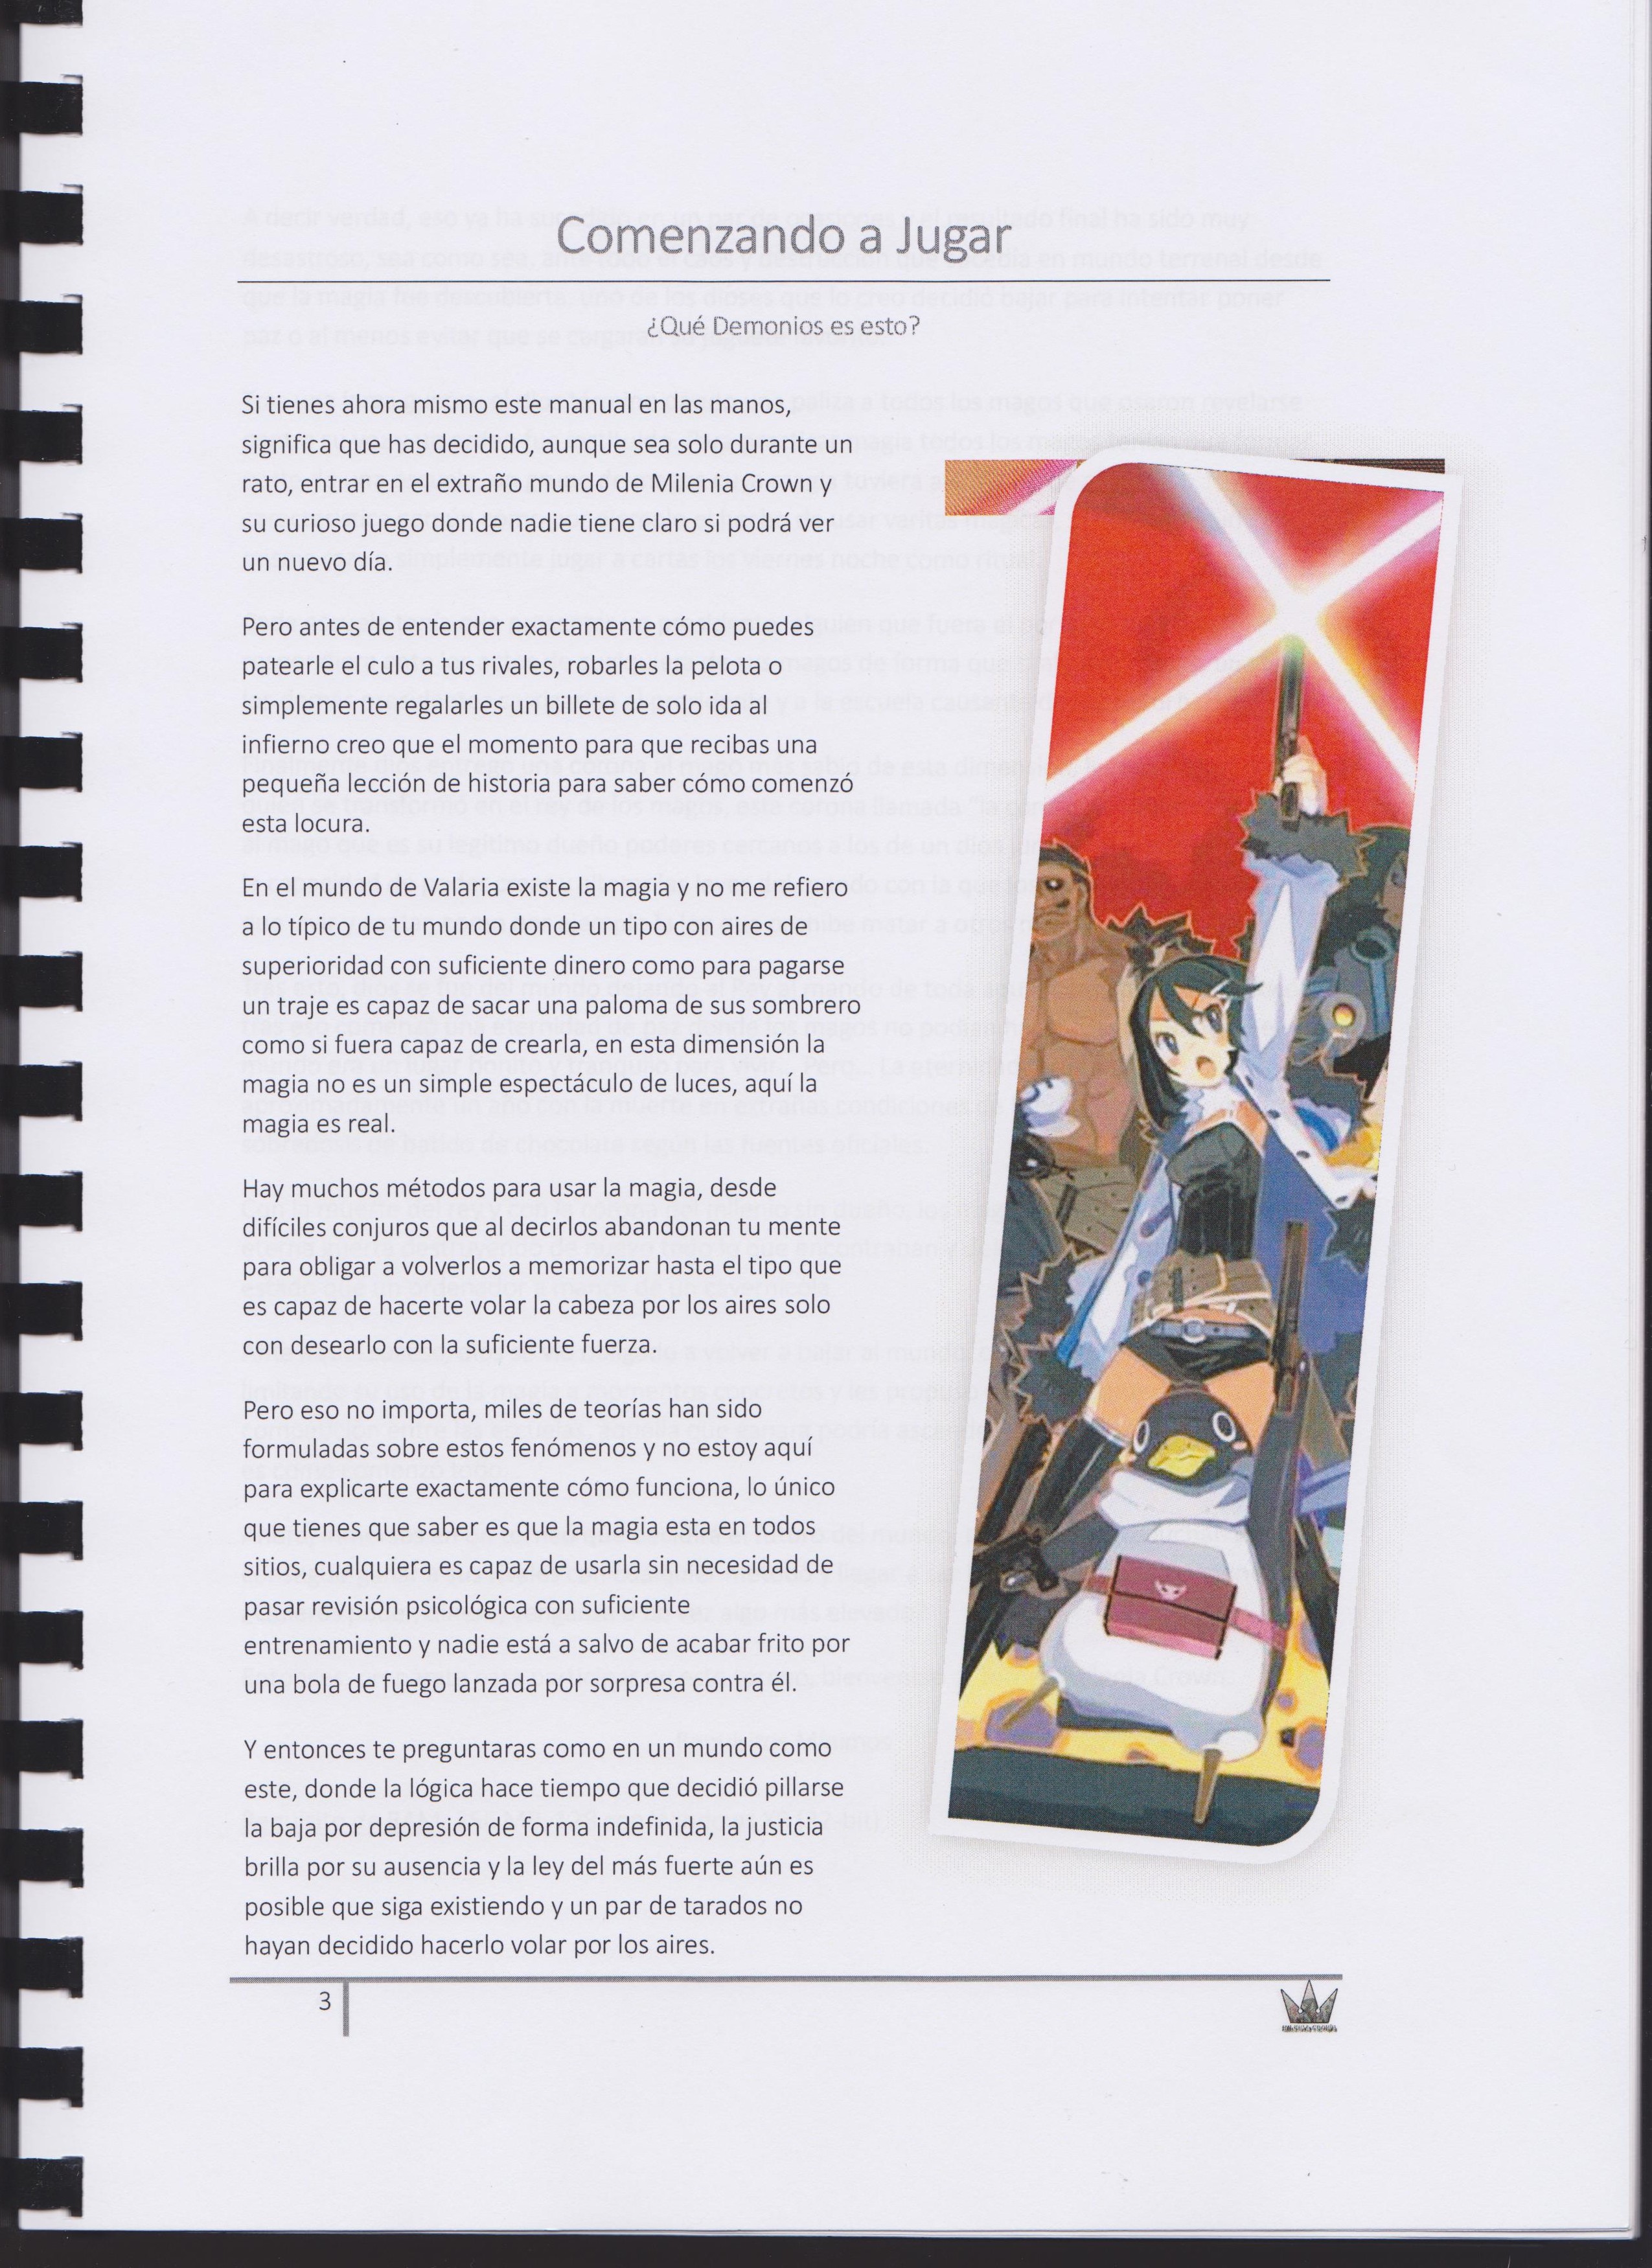 Comenzando a Jugar
¿Qué Demonios es esto?
Si tienes ahora mismo este manual en las manos,
significa que has decidido, aunque sea solo durante un
rato, entrar en el extraño mundo de Milenia Crown y
su curioso juego donde nadie tiene claro si podrá ver
un nuevo día.
Pero antes de entender exactamente cómo puedes
patearle el culo a tus rivales, robarles la pelota o
simplemente regalarles un billete de solo ida al
infierno creo que el momento para que recibas una
pequeña lección de historia para saber cómo comenzó
esta locura.
En el mundo de Valaria existe la magia y no me refiero
a lo típico de tu mundo donde un tipo con aires de
superioridad con suficiente dinero como para pagarse
un traje es capaz de sacar una paloma de sus sombrero
como si fuera capaz de crearla, en esta dimensión la
magia no es un simple espectáculo de luces, aquí la
magia es real.
Hay muchos métodos para usar la magia, desde
difíciles conjuros que al decirlos abandonan tu mente
para obligar a volverlos a memorizar hasta el tipo que
es capaz de hacerte volar la cabeza por los aires solo
con desearlo con la suficiente fuerza.
Pero eso no importa, miles de teorías han sido
formuladas sobre estos fenómenos y no estoy aquí
para explicarte exactamente cómo funciona, lo único
que tienes que saber es que la magia esta en todos
sitios, cualquiera es capaz de usarla sin necesidad de
pasar revisión psicológica con suficiente
entrenamiento y nadie está a salvo de acabar frito por
una bola de fuego lanzada por sorpresa contra él.
Y entonces te preguntaras como en un mundo como
este, donde la lógica hace tiempo que decidió pillarse
la baja por depresión de forma indefinida, la justicia
brilla por su ausencia y la ley del más fuerte aún es
posible que siga existiendo y un par de tarados no
hayan decidido hacerlo volar por los aires.
3